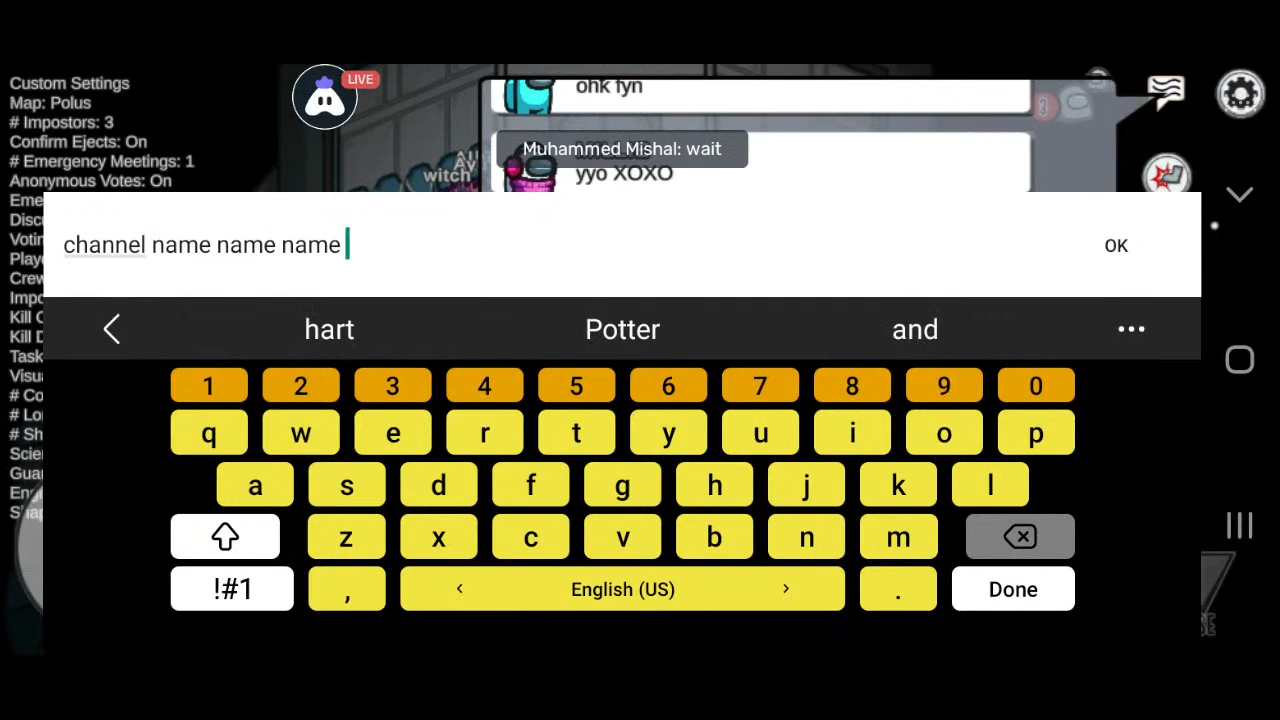 Custom Settings
Map: Polus
# Impostors: 3
Confirm Ejects: On
# Emergency Meetings: 1
Anonymous Votes: On
LIVE
ohk fyn
3
Muhammed Mishal: wait
yyo XOXO
witch
channel name name name
OK
hart
Potter
and
1 2 3 4 5 6 7 8 9 0
q w e r t y u i o p
a s d f g h j k l
z x c v b n m
!#1 , < English (US) > . Done